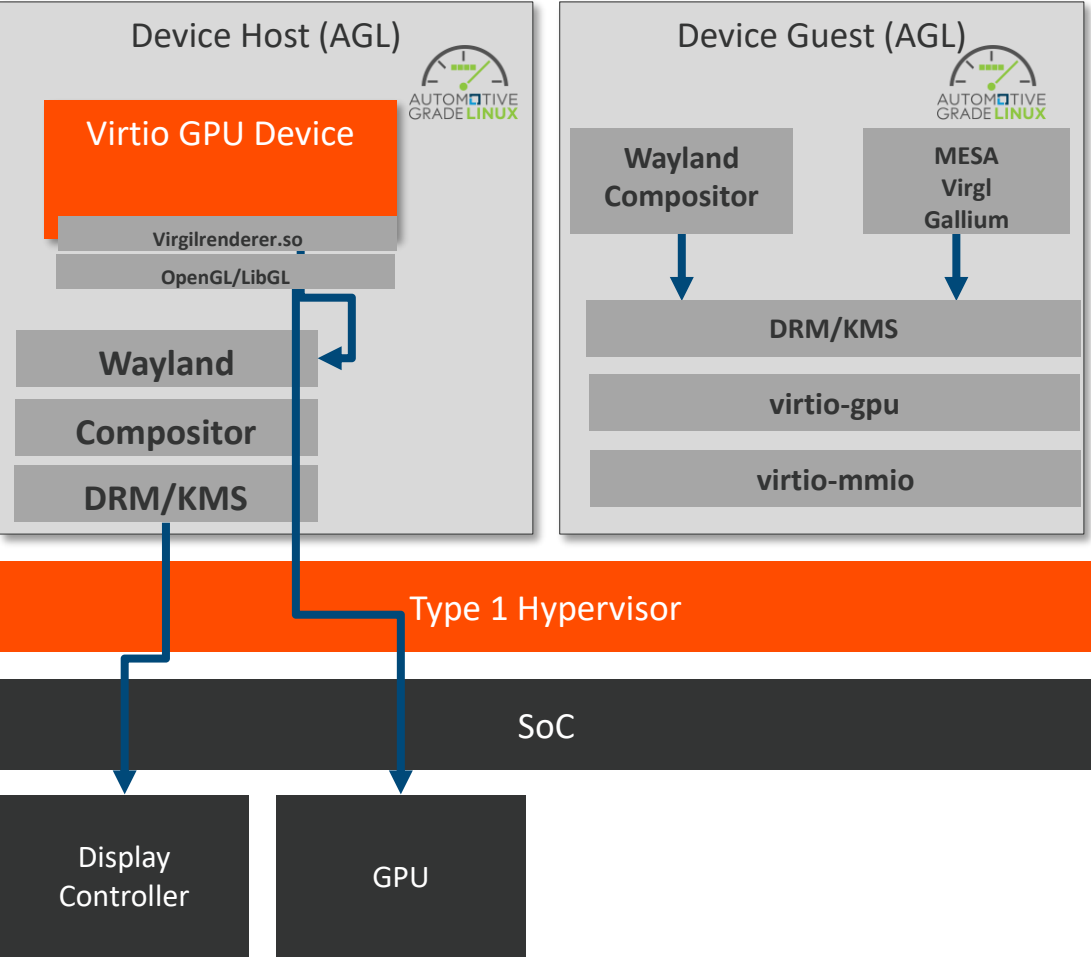 Device Host (AGL)
AUTOMOTIVE
GRADE LINUX
Virtio GPU Device
Virgilrenderer.so
OpenGL/LibGL
Wayland
Compositor
DRM/KMS
Device Guest (AGL)
AUTOMOTIVE
GRADE LINUX
Wayland
Compositor
MESA
Virgl
Gallium
DRM/KMS
virtio-gpu
virtio-mmio
Type 1 Hypervisor
SoC
Display
Controller
GPU